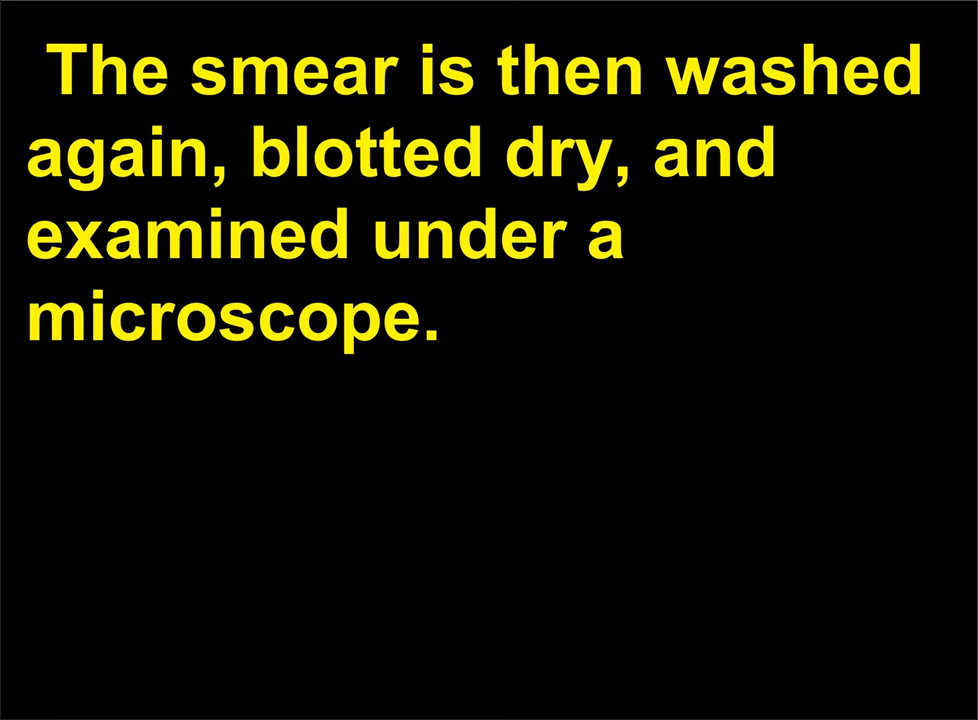 The smear is then washed
again, blotted dry, and
examined under a
microscope.